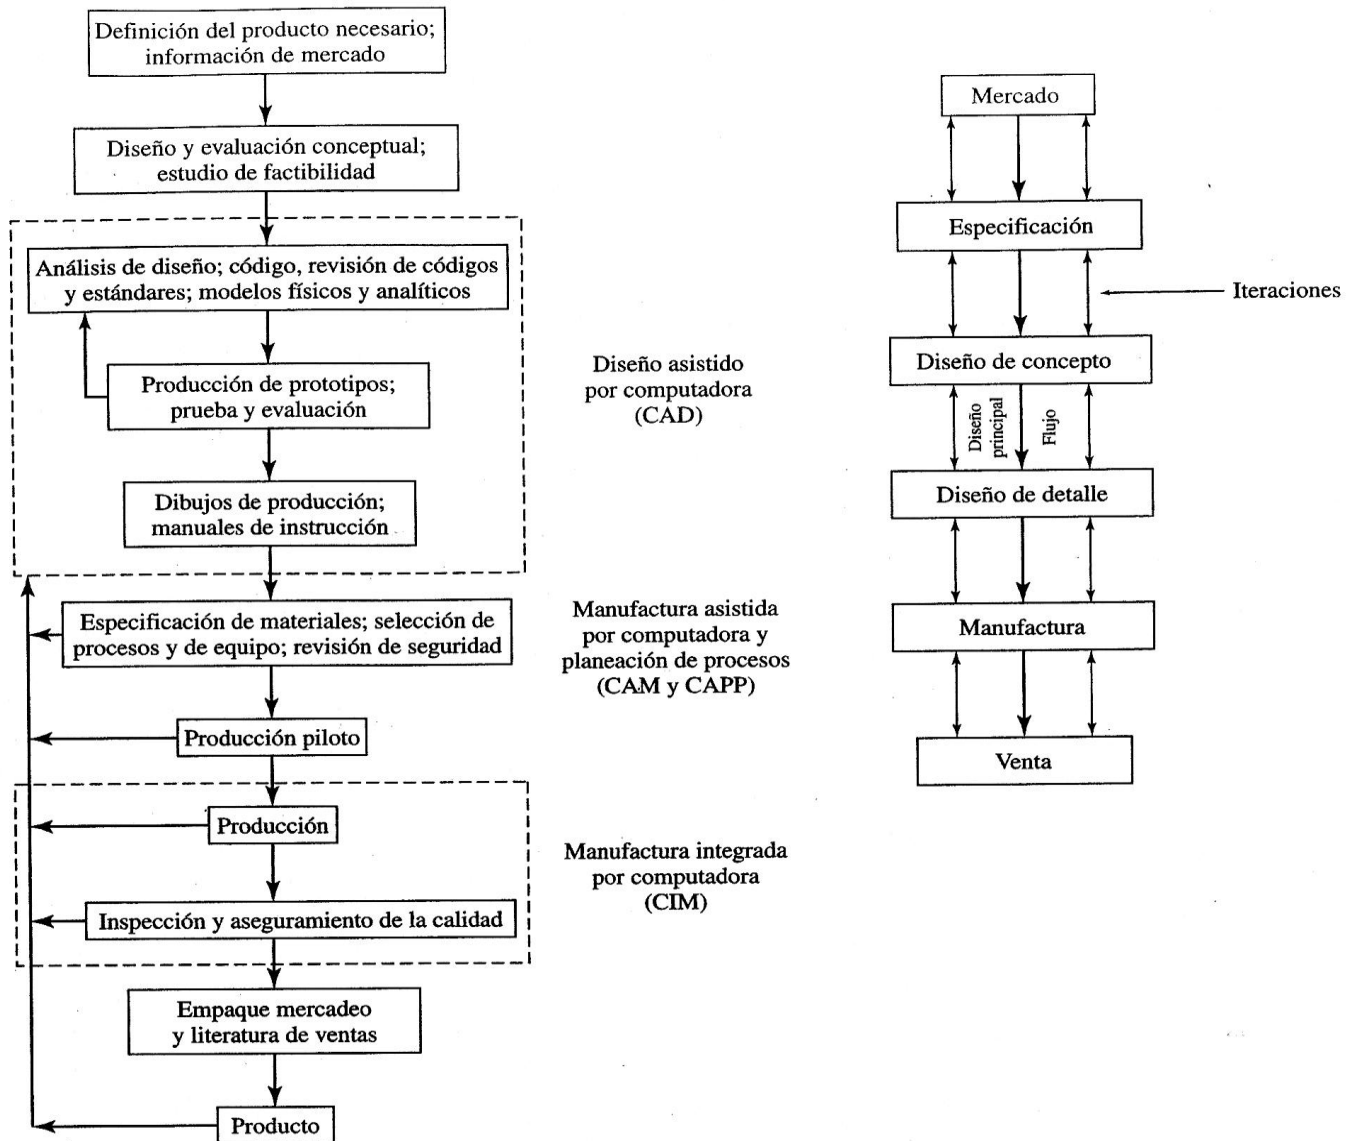 Definición del producto necesario;
información de mercado
Diseño y evaluación conceptual;
estudio de factibilidad
Análisis de diseño; código, revisión de códigos
y estándares; modelos físicos y analíticos
Producción de prototipos;
prueba y evaluación
Dibujos de producción;
manuales de instrucción
Diseño asistido
por computadora
(CAD)
Especificación de materiales; selección de
procesos y de equipo; revisión de seguridad
Producción piloto
Manufactura asistida
por computadora y
planeación de procesos
(CAM y CAPP)
Producción
Inspección y aseguramiento de la calidad
Manufactura integrada
por computadora
(CIM)
Empaque mercadeo
y literatura de ventas
Producto
Mercado
Especificación
Iteraciones
Diseño de concepto
Diseño
principal
Flujo
Diseño de detalle
Manufactura
Venta